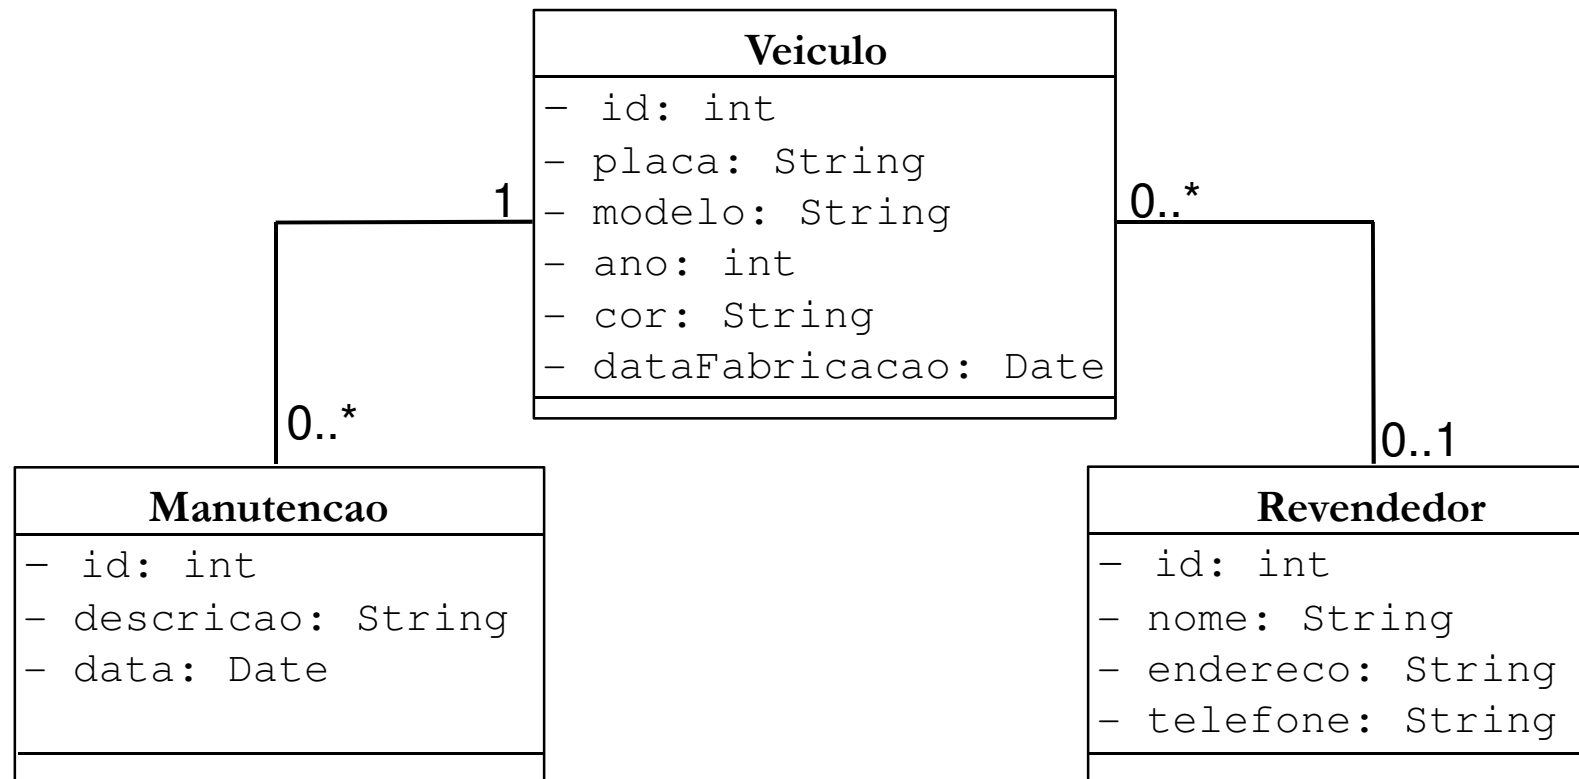 Veiculo
– id: int
– placa: String
– modelo: String
– ano: int
– cor: String
– dataFabricacao: Date
1
0..*
0..*
0..1
Manutencao
– id: int
– descricao: String
– data: Date
Revendedor
– id: int
– nome: String
– endereco: String
– telefone: String